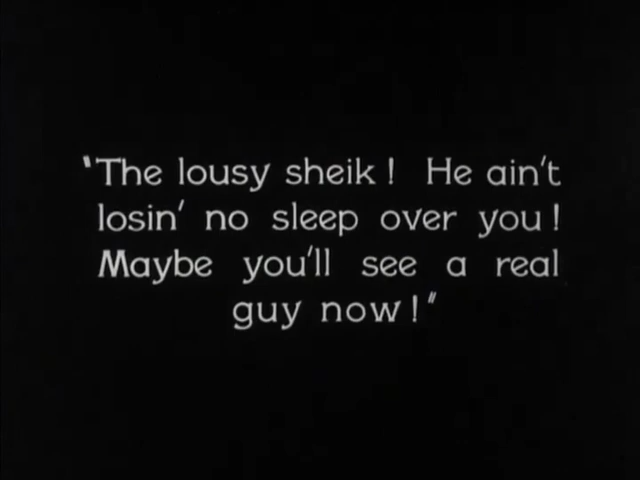 "The lousy sheik! He ain't
losin' no sleep over you!
Maybe you'll see a real
guy now!"